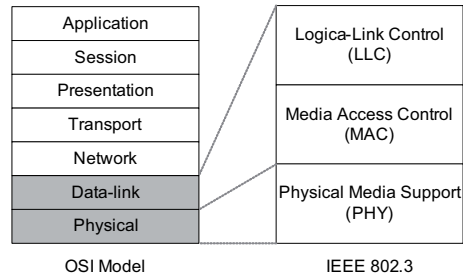 Application
Session
Presentation
Transport
Network
Data-link
Physical
OSI Model
Logica-Link Control
(LLC)
Media Access Control
(MAC)
Physical Media Support
(PHY)
IEEE 802.3